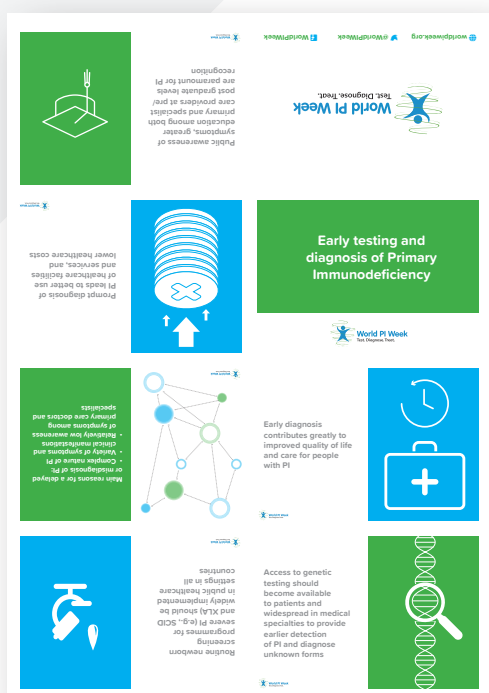 Public awareness of
symptoms, greater
education among both
primary and specialist
care providers at pre/
post graduate levels
are paramount for PI
recognition
worldpiweek.org
@WorldPIWeek
WorldPIWeek
World PI Week
Test. Diagnose. Treat.
Prompt diagnosis of
PI leads to better use
of healthcare facilities
and services, and
lower healthcare costs
Early testing and
diagnosis of Primary
Immunodeficiency
World PI Week
Test. Diagnose. Treat.
Main reasons for a delayed
or misdiagnosis of PI:
• Complex nature of PI
• Variety of symptoms and
clinical manifestations
• Relatively low awareness
of symptoms among
primary care doctors and
specialists
Early diagnosis
contributes greatly to
improved quality of life
and care for people
with PI
Routine newborn
screening
programmes for
severe PI (e.g., SCID
and XLA) should be
widely implemented
in public healthcare
settings in all
countries
Access to genetic
testing should
become available
to patients and
widespread in medical
specialties to provide
earlier detection
of PI and diagnose
unknown forms